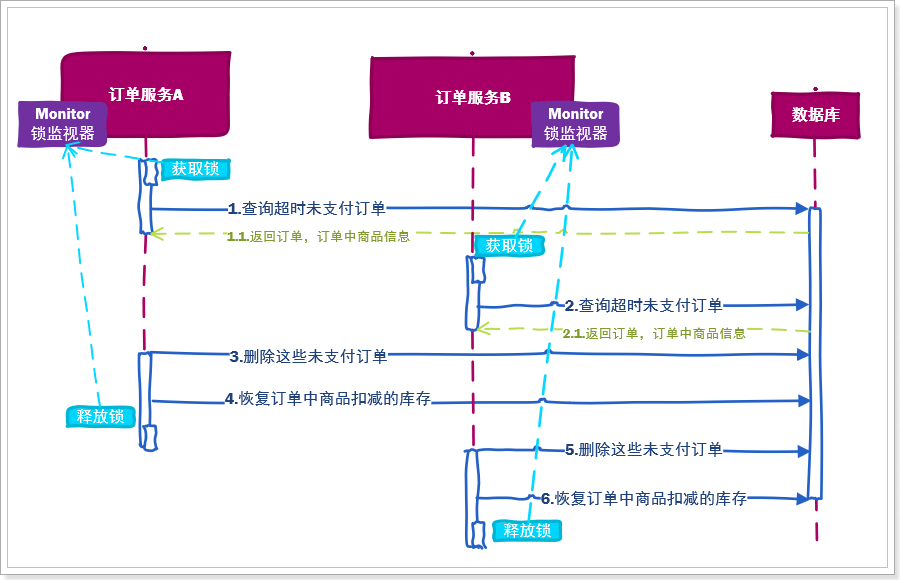 订单服务A
订单服务B
数据库
Monitor
锁监视器
Monitor
锁监视器
获取锁
1.查询超时未支付订单
1.1.返回订单，订单中商品信息
获取锁
2.查询超时未支付订单
2.1.返回订单，订单中商品信息
3.删除这些未支付订单
4.恢复订单中商品扣减的库存
释放锁
5.删除这些未支付订单
6.恢复订单中商品扣减的库存
释放锁